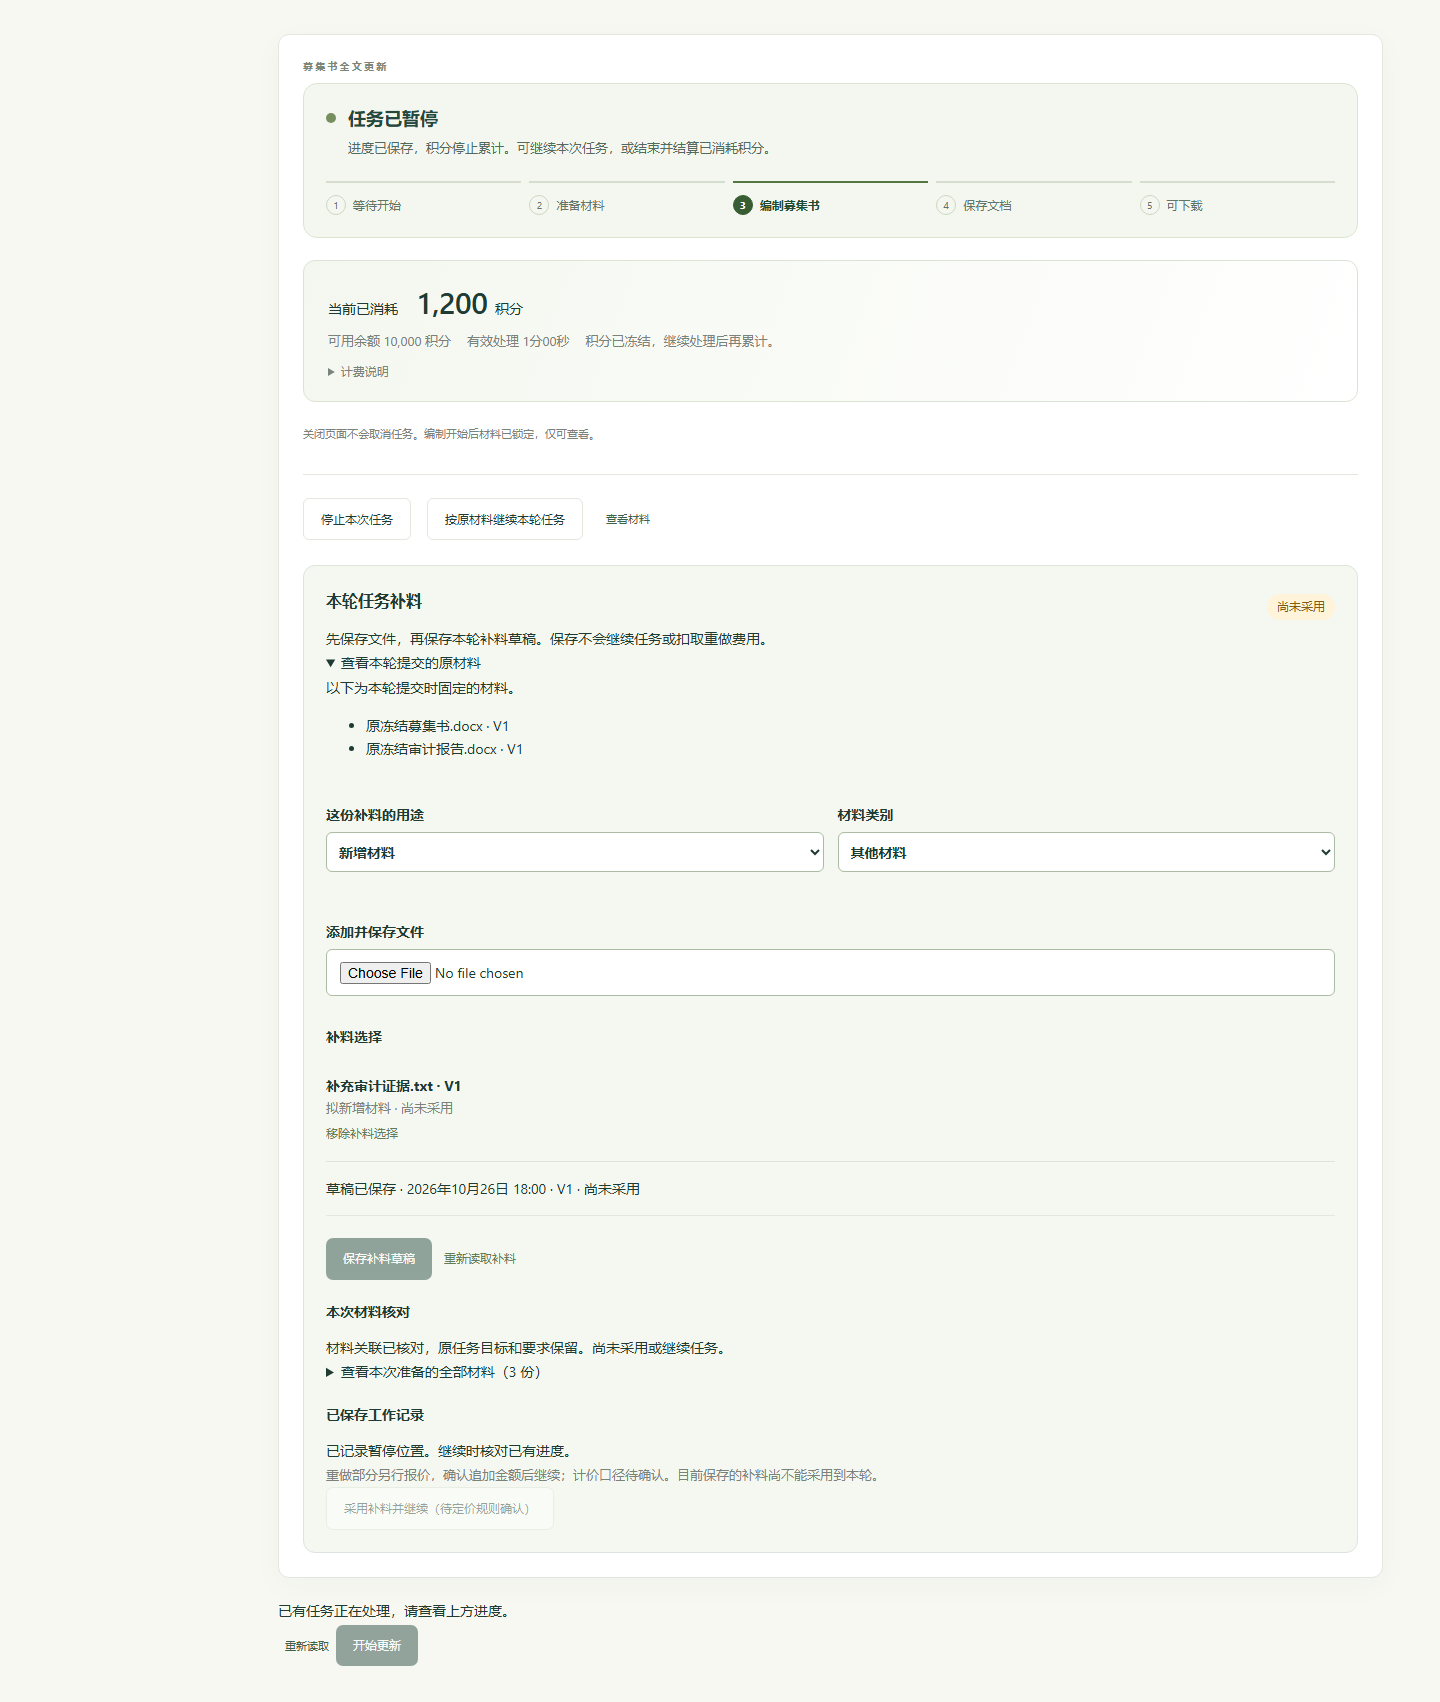 募集书全文更新
任务已暂停
进度已保存，积分停止累计。可继续本次任务，或结束并结算已消耗积分。
1 等待开始
2 准备材料
3 编制募集书
4 保存文档
5 可下载
当前已消耗 1,200 积分
可用余额 10,000 积分 有效处理 1分00秒 积分已冻结，继续处理后再累计。
计费说明
关闭页面不会取消任务。编制开始后材料已锁定，仅可查看。
停止本次任务 按原材料继续本轮任务 查看材料
本轮任务补料
尚未采用
先保存文件，再保存本轮补料草稿。保存不会继续任务或扣取重做费用。
查看本轮提交的原材料
以下为本轮提交时固定的材料。
原冻结募集书.docx · V1
原冻结审计报告.docx · V1
这份补料的用途 材料类别
新增材料 其他材料
添加并保存文件
Choose File No file chosen
补料选择
补充审计证据.txt · V1
拟新增材料 · 尚未采用
移除补料选择
草稿已保存 · 2026年10月26日 18:00 · V1 · 尚未采用
保存补料草稿 重新读取补料
本次材料核对
材料关联已核对，原任务目标和要求保留。尚未采用或继续任务。
查看本次准备的全部材料（3 份）
已保存工作记录
已记录暂停位置。继续时核对已有进度。
重做部分另行报价，确认追加金额后继续；计价口径待确认。目前保存的补料尚不能采用到本轮。
采用补料并继续（待定价规则确认）
已有任务正在处理，请查看上方进度。
重新读取 开始更新